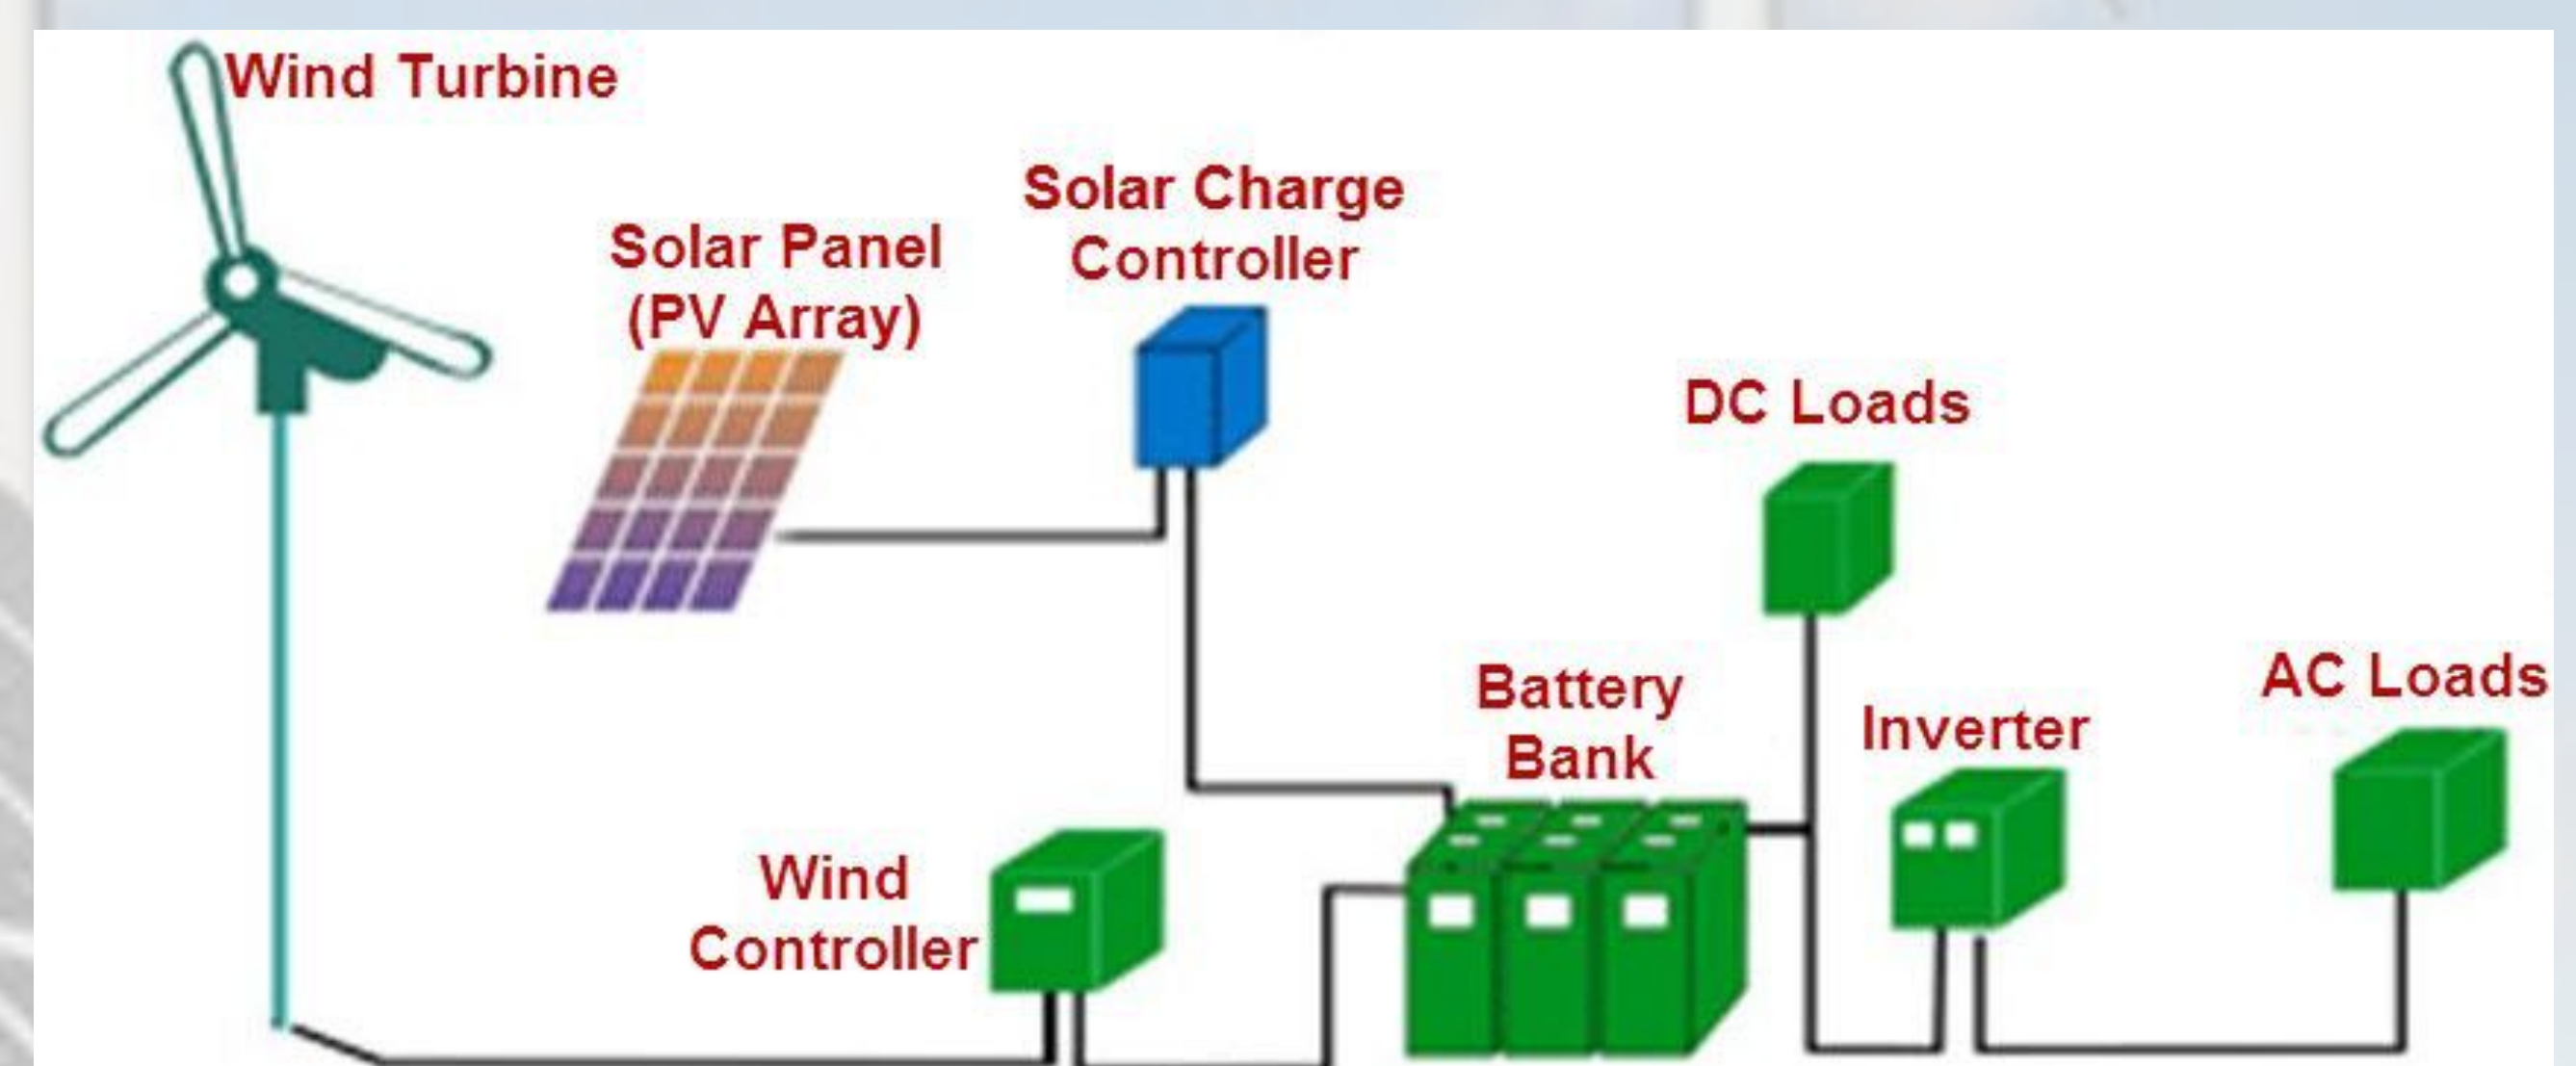 Wind Turbine
Solar Panel
(PV Array)
Solar Charge
Controller
DC Loads
Battery
Bank
Inverter
AC Loads
Wind
Controller